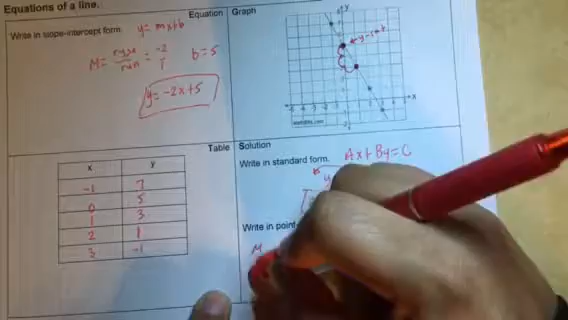 Equations of a line.
Equation
Graph
Write in slope-intercept form. y = mx+b
M = rise/run = -2/1 b = 5
y = -2x+5
y-int
Table
Solution
x y
-1 7
0 5
1 3
2 1
3 -1
Write in standard form. Ax + By = C
y
Write in point-
M